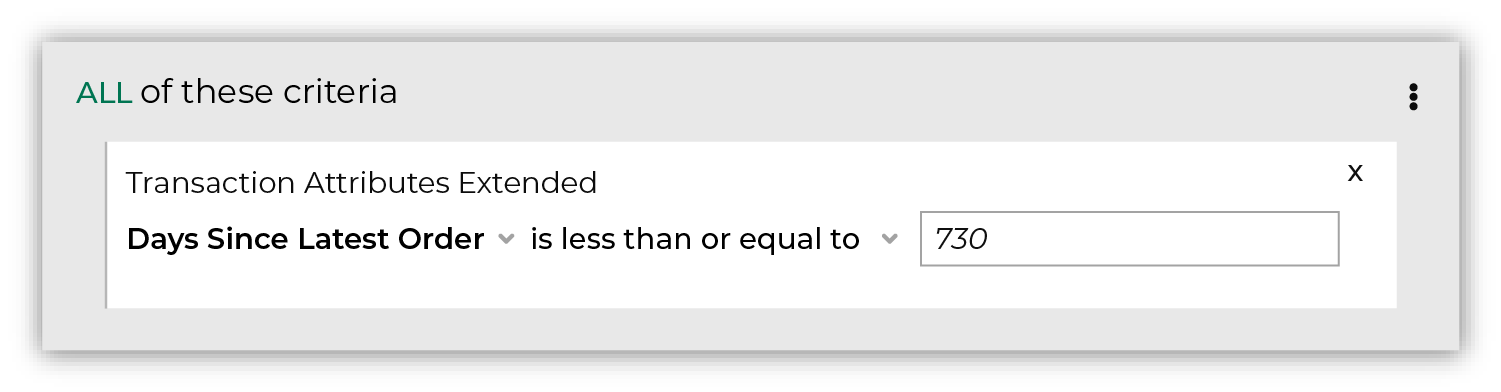 ALL of these criteria
Transaction Attributes Extended
x
Days Since Latest Order is less than or equal to 730